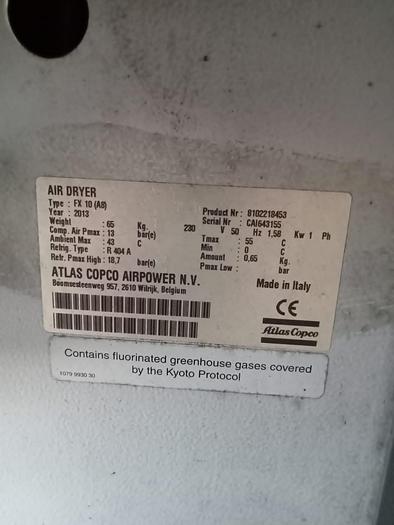 AIR DRYER
Type : FX 10 (A8) Product Nr : 8102218453
Year : 2013 Serial Nr : CAI643155
Weight : 65 Kg. 230 V 50 Hz 1,58 Kw 1 Ph
Comp. Air Pmax : 13 bar(e) Tmax : 55 C
Ambient Max : 43 C Min : 0 C
Refrig. Type : R 404 A Amount : 0,65 Kg.
Refr. Pmax High : 18,7 bar(e) Pmax Low : bar
ATLAS COPCO AIRPOWER N.V. Made in Italy
Boomsesteenweg 957, 2610 Wilrijk, Belgium
CE
Atlas Copco
Contains fluorinated greenhouse gases covered
by the Kyoto Protocol
1079 9930 30